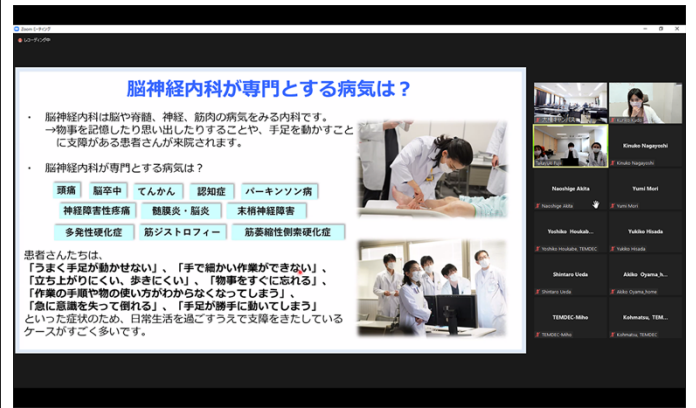 Zoom ミーティング
レコーディング中
脳神経内科が専門とする病気は？
・ 脳神経内科は脳や脊髄、神経、筋肉の病気をみる内科です。
→物事を記憶したり思い出したりすることや、手足を動かすこと
に支障がある患者さんが来院されます。
・ 脳神経内科が専門とする病気は？
頭痛 脳卒中 てんかん 認知症 パーキンソン病
神経障害性疼痛 髄膜炎・脳炎 末梢神経障害
多発性硬化症 筋ジストロフィー 筋萎縮性側索硬化症
患者さんたちは、
「うまく手足が動かせない」、「手で細かい作業ができない」、
「立ち上がりにくい、歩きにくい」、「物事をすぐに忘れる」、
「作業の手順や物の使い方がわからなくなってしまう」、
「急に意識を失って倒れる」、「手足が勝手に動いてしまう」
といった症状のため、日常生活を過ごすうえで支障をきたしている
ケースがすごく多いです。
Kinuko Nagayoshi
Kinuko Nagayoshi
Naoshige Akita
Yumi Mori
Naoshige Akita
Yumi Mori
Yoshiko Houkab...
Yukiko Hisada
Yoshiko Houkabe, TEMDEC
Yukiko Hisada
Shintaro Ueda
Akiko Oyama_h...
Shintaro Ueda
Akiko Oyama_home
TEMDEC-Miho
Kohmatsu, TEM...
TEMDEC-Miho
Kohmatsu, TEMDEC